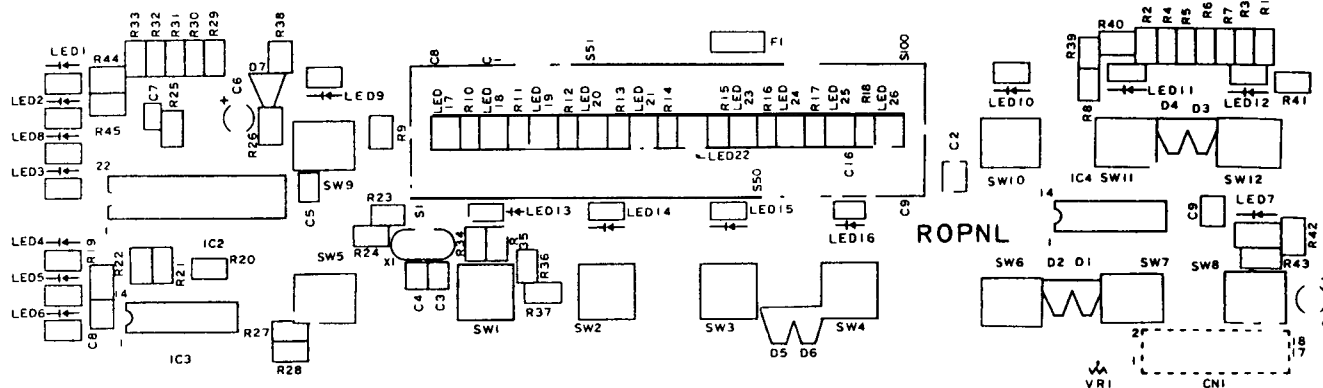 R33 R32 R31 R30 R29 R38
R2 R4 R5 R6 R7 R3
LED1 R44 D7 C8 S51 F1 S100 R39 R40
LED2 C7 R25 C6 + LED9 LED10 LED11 LED12 R41
LED 17 R10 LED 18 R11 LED 19 R12 LED 20 R13 LED 21 R14 R15 LED 23 R16 LED 24 R17 LED 25 R18 LED 26
R8 D4 D3
LED8 R45 R26 R9
LED22 C16 C2
LED3 22 SW9 S50 SW10 IC4 SW11 SW12
1 C5 R23 S1 LED13 LED14 LED15 C9 14 C9 LED7
LED4 R19 R22 IC2 R24 R34 R35 LED16 ROPNL R42
R21 R20 SW5 X1 R36 1 D2 D1 SW7 R43
LED5 SW6 SW8
14 C4 C3 R37
LED6 SW1 SW2 SW3 SW4
C8 1 R27 2 18
IC3 D5 D6 1 17
R28 VR1 CN1